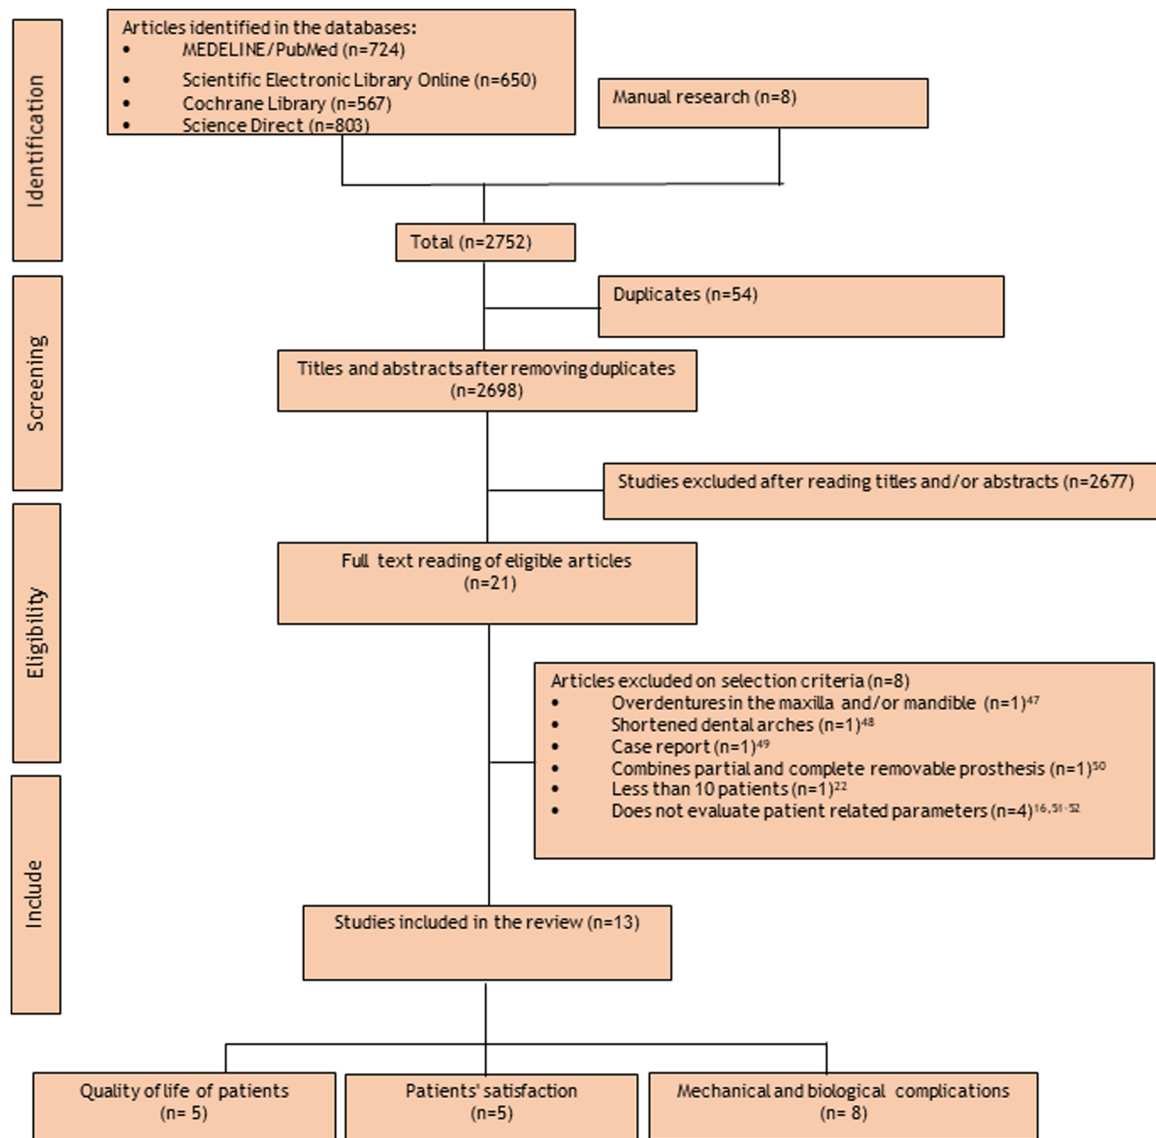 Identification
Articles identified in the databases:
• MEDELINE/PubMed (n=724)
• Scientific Electronic Library Online (n=650)
• Cochrane Library (n=567)
• Science Direct (n=803)
Manual research (n=8)
Total (n=2752)
Screening
Duplicates (n=54)
Titles and abstracts after removing duplicates
(n=2698)
Studies excluded after reading titles and/or abstracts (n=2677)
Eligibility
Full text reading of eligible articles
(n=21)
Articles excluded on selection criteria (n=8)
• Overdentures in the maxilla and/or mandible (n=1)⁴⁷
• Shortened dental arches (n=1)⁴⁸
• Case report (n=1)⁴⁹
• Combines partial and complete removable prosthesis (n=1)⁵⁰
• Less than 10 patients (n=1)²²
• Does not evaluate patient related parameters (n=4)¹⁶,⁵¹-⁵²
Include
Studies included in the review (n=13)
Quality of life of patients
(n= 5)
Patients' satisfaction
(n=5)
Mechanical and biological complications
(n= 8)